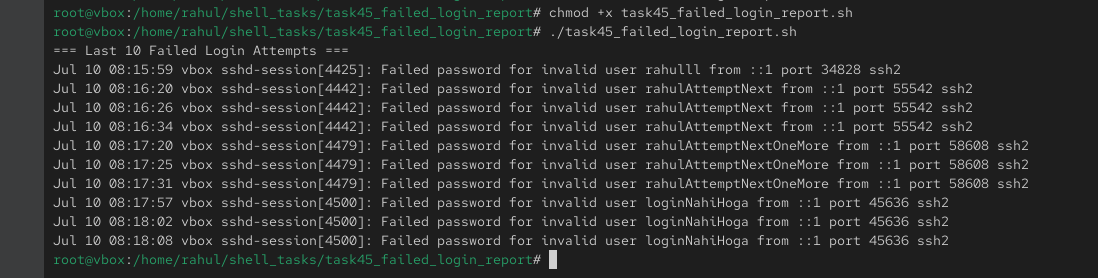 root@vbox:/home/rahul/shell_tasks/task45_failed_login_report# chmod +x task45_failed_login_report.sh
root@vbox:/home/rahul/shell_tasks/task45_failed_login_report# ./task45_failed_login_report.sh
=== Last 10 Failed Login Attempts ===
Jul 10 08:15:59 vbox sshd-session[4425]: Failed password for invalid user rahulll from ::1 port 34828 ssh2
Jul 10 08:16:20 vbox sshd-session[4442]: Failed password for invalid user rahulAttemptNext from ::1 port 55542 ssh2
Jul 10 08:16:26 vbox sshd-session[4442]: Failed password for invalid user rahulAttemptNext from ::1 port 55542 ssh2
Jul 10 08:16:34 vbox sshd-session[4442]: Failed password for invalid user rahulAttemptNext from ::1 port 55542 ssh2
Jul 10 08:17:20 vbox sshd-session[4479]: Failed password for invalid user rahulAttemptNextOneMore from ::1 port 58608 ssh2
Jul 10 08:17:25 vbox sshd-session[4479]: Failed password for invalid user rahulAttemptNextOneMore from ::1 port 58608 ssh2
Jul 10 08:17:31 vbox sshd-session[4479]: Failed password for invalid user rahulAttemptNextOneMore from ::1 port 58608 ssh2
Jul 10 08:17:57 vbox sshd-session[4500]: Failed password for invalid user loginNahiHoga from ::1 port 45636 ssh2
Jul 10 08:18:02 vbox sshd-session[4500]: Failed password for invalid user loginNahiHoga from ::1 port 45636 ssh2
Jul 10 08:18:08 vbox sshd-session[4500]: Failed password for invalid user loginNahiHoga from ::1 port 45636 ssh2
root@vbox:/home/rahul/shell_tasks/task45_failed_login_report#